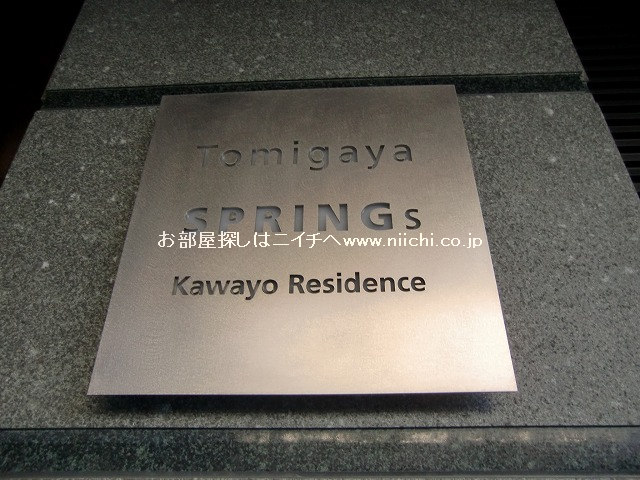 Tomigaya
SPRINGs
お部屋探しはニイチへwww.niichi.co.jp
Kawayo Residence